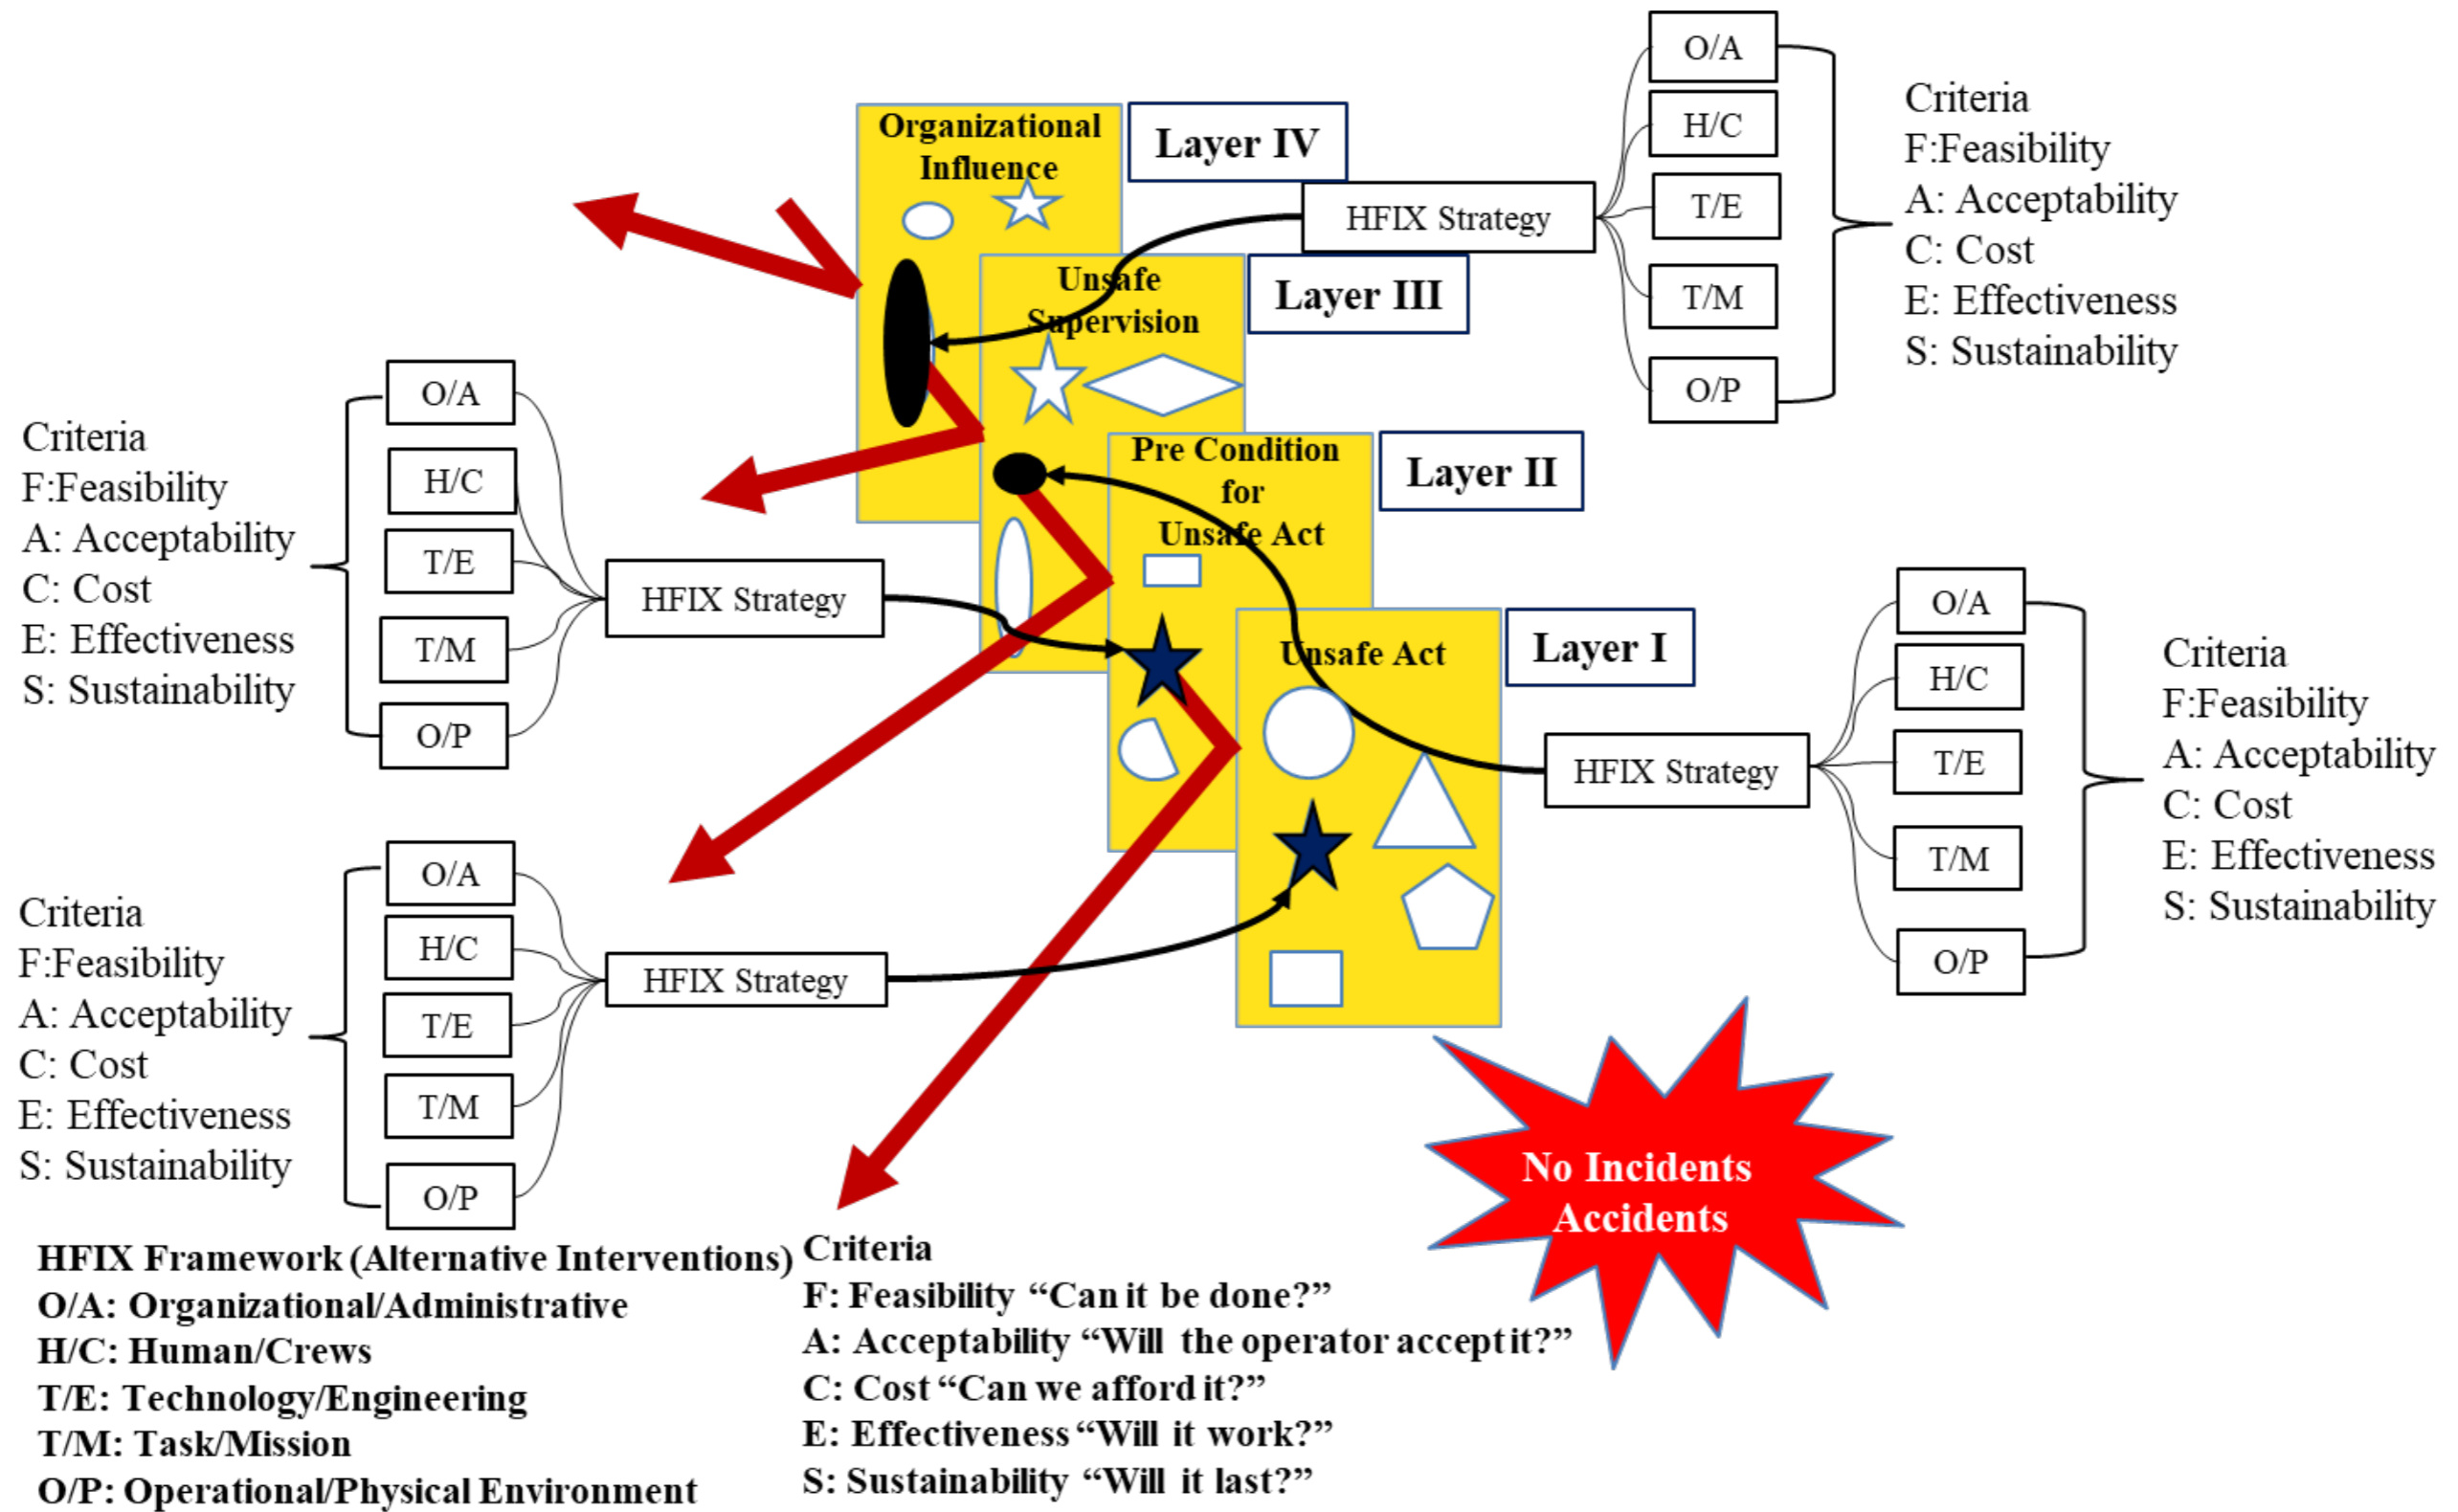 Organizational
Influence
Layer IV
HFIX Strategy
O/A
H/C
T/E
T/M
O/P
Criteria
F:Feasibility
A: Acceptability
C: Cost
E: Effectiveness
S: Sustainability
Unsafe
Supervision
Layer III
Criteria
F:Feasibility
A: Acceptability
C: Cost
E: Effectiveness
S: Sustainability
O/A
H/C
T/E
T/M
O/P
HFIX Strategy
Pre Condition
for
Unsafe Act
Layer II
Unsafe Act
Layer I
HFIX Strategy
O/A
H/C
T/E
T/M
O/P
Criteria
F:Feasibility
A: Acceptability
C: Cost
E: Effectiveness
S: Sustainability
Criteria
F:Feasibility
A: Acceptability
C: Cost
E: Effectiveness
S: Sustainability
O/A
H/C
T/E
T/M
O/P
HFIX Strategy
No Incidents
Accidents
HFIX Framework (Alternative Interventions)
O/A: Organizational/Administrative
H/C: Human/Crews
T/E: Technology/Engineering
T/M: Task/Mission
O/P: Operational/Physical Environment
Criteria
F: Feasibility “Can it be done?”
A: Acceptability “Will the operator accept it?”
C: Cost “Can we afford it?”
E: Effectiveness “Will it work?”
S: Sustainability “Will it last?”